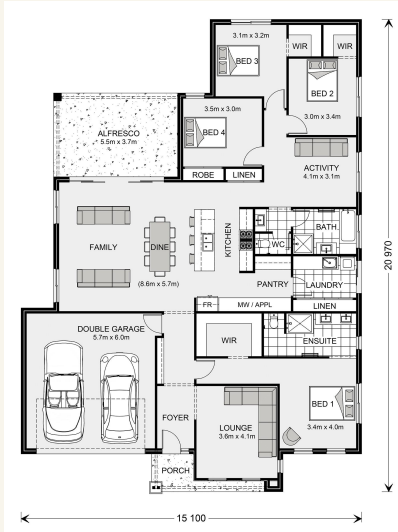 3.1m x 3.2m
WIR
WIR
BED 3
BED 2
3.5m x 3.0m
3.0m x 3.4m
ALFRESCO
5.5m x 3.7m
BED 4
ACTIVITY
4.1m x 3.1m
ROBE
LINEN
BATH
KITCHEN
WC
FAMILY
DINE
20 970
(8.6m x 5.7m)
PANTRY
LAUNDRY
FR
MW / APPL
LINEN
DOUBLE GARAGE
5.7m x 6.0m
WIR
ENSUITE
BED 1
3.4m x 4.0m
FOYER
LOUNGE
3.6m x 4.1m
PORCH
15 100